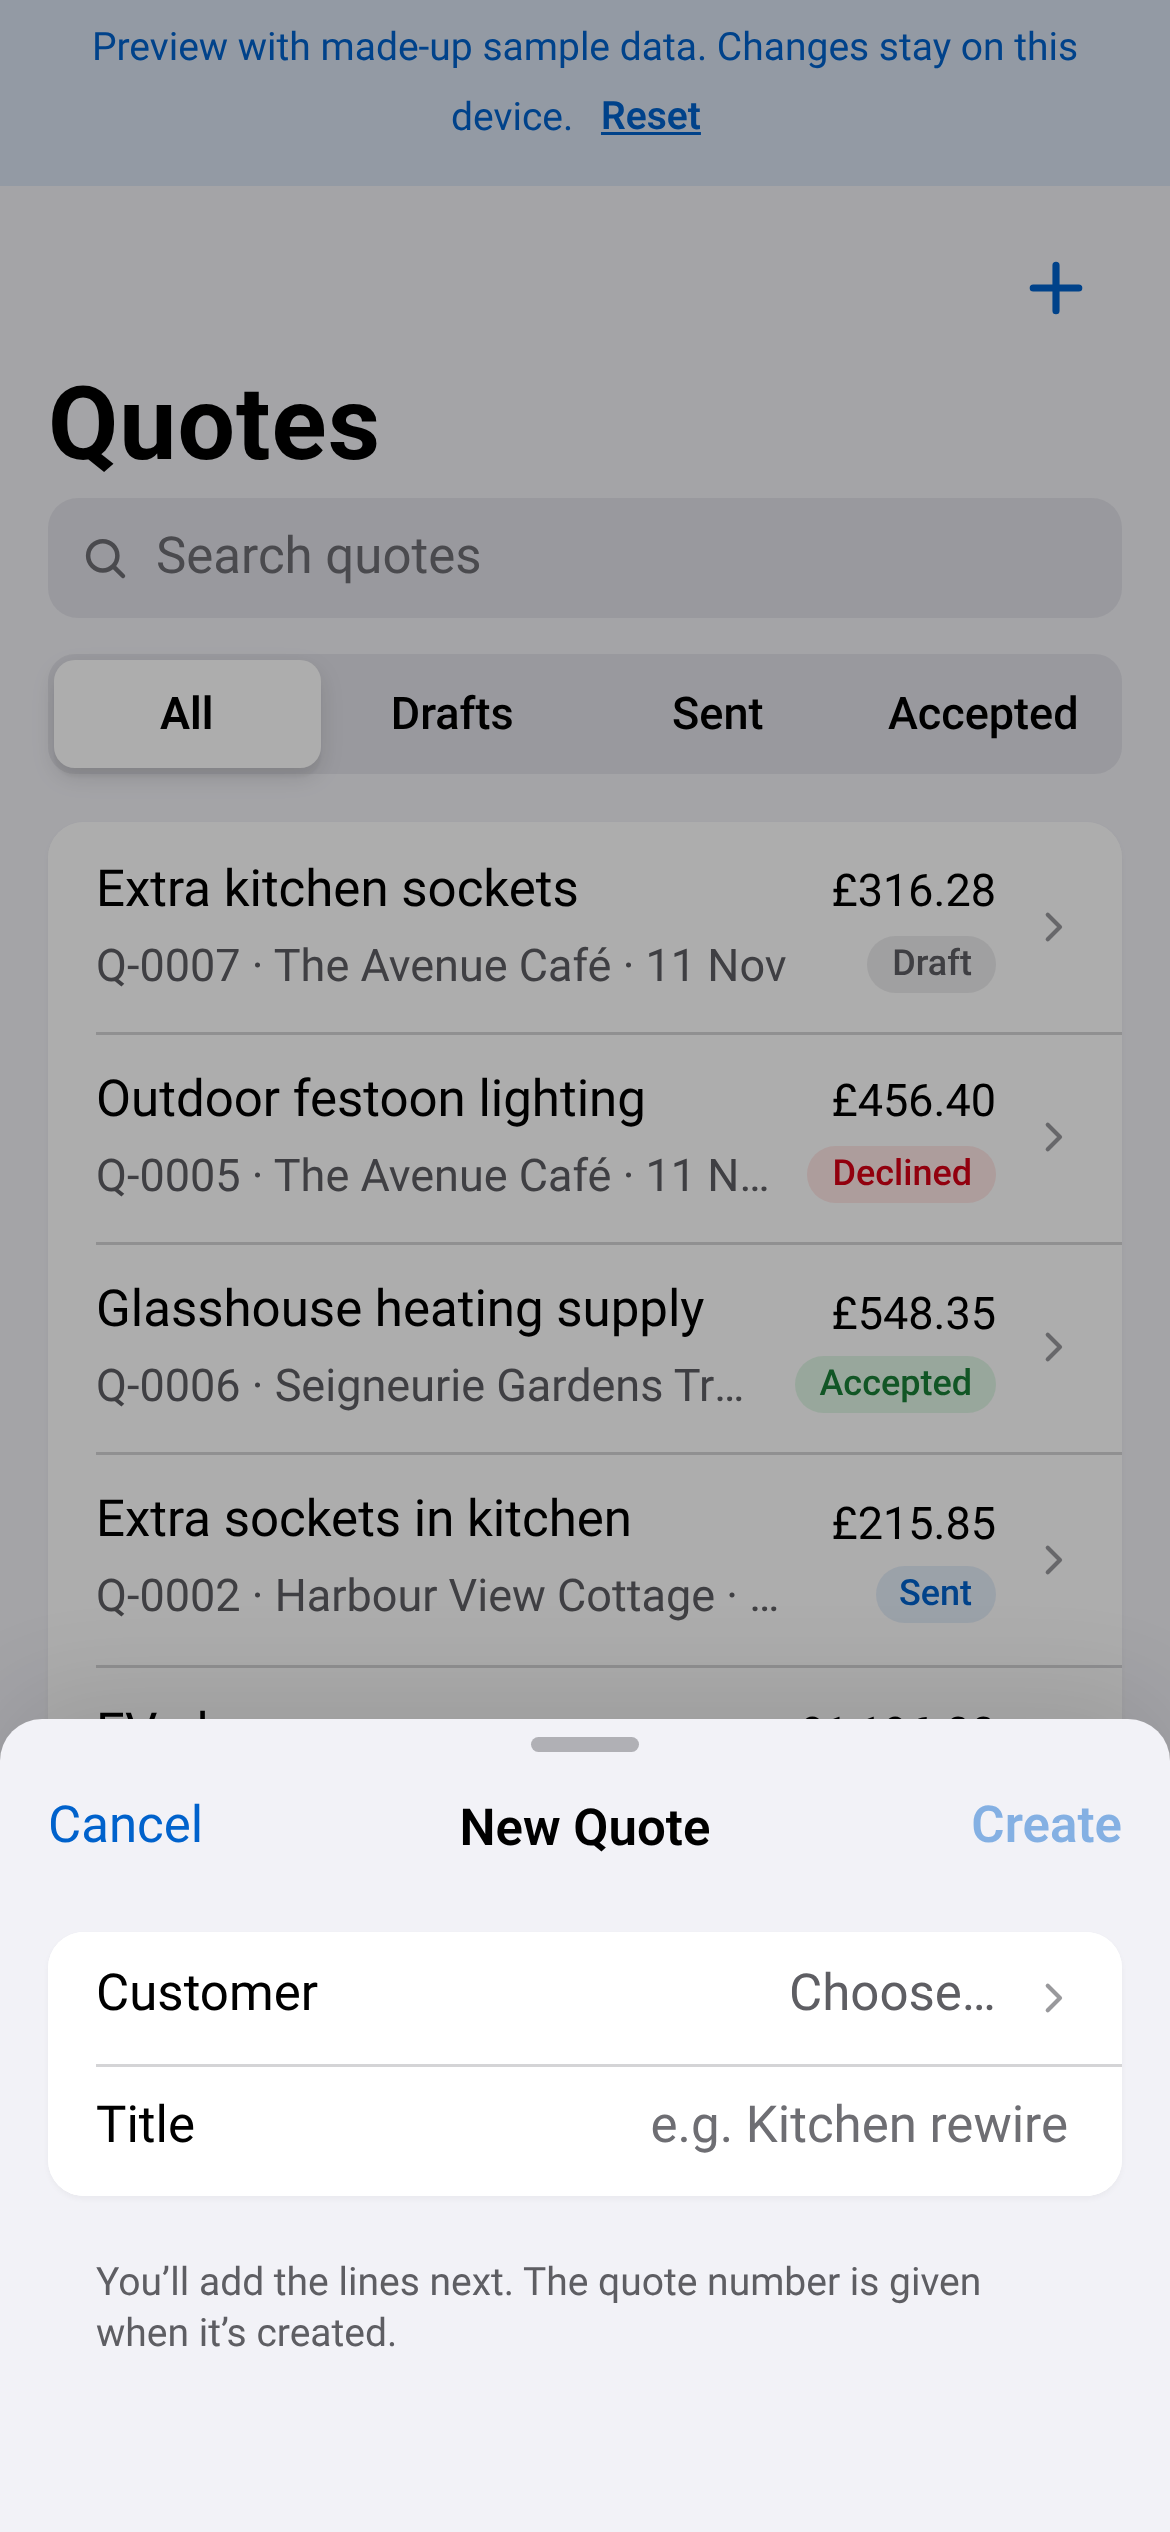 Preview with made-up sample data. Changes stay on this
device. Reset
Quotes
Search quotes
All Drafts Sent Accepted
Extra kitchen sockets £316.28
Q-0007 · The Avenue Café · 11 Nov Draft
Outdoor festoon lighting £456.40
Q-0005 · The Avenue Café · 11 N... Declined
Glasshouse heating supply £548.35
Q-0006 · Seigneurie Gardens Tr... Accepted
Extra sockets in kitchen £215.85
Q-0002 · Harbour View Cottage · ... Sent
Cancel New Quote Create
Customer Choose...
Title e.g. Kitchen rewire
You’ll add the lines next. The quote number is given
when it’s created.